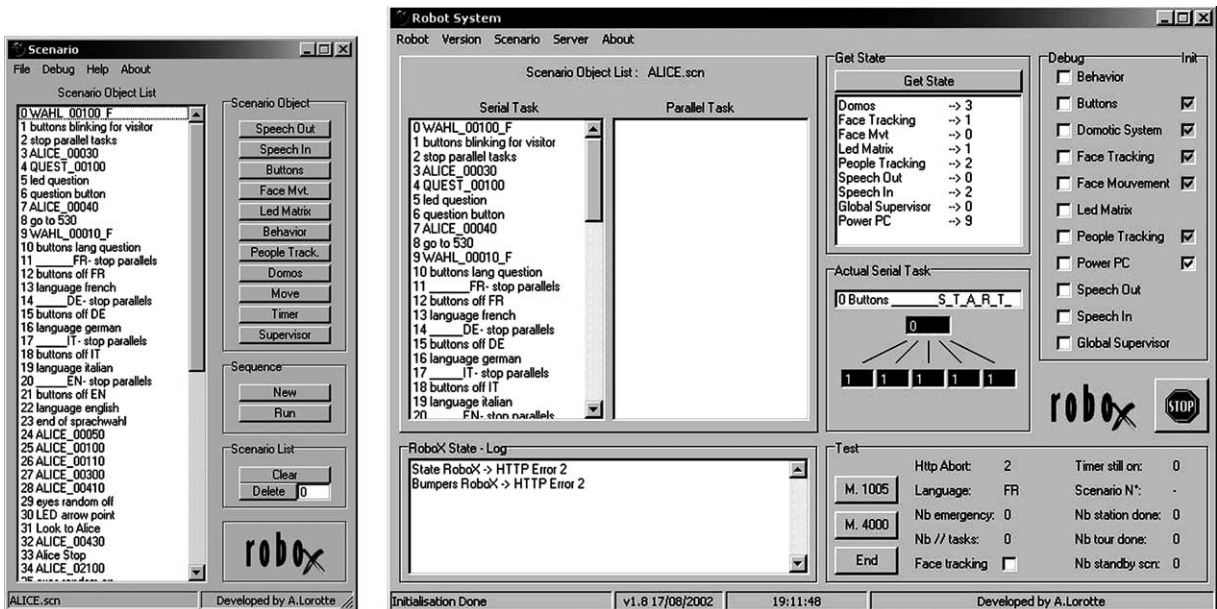 Scenario
File Debug Help About
Scenario Object List
0 WAHL_00100_F
1 buttons blinking for visitor
2 stop parallel tasks
3 ALICE_00030
4 QUEST_00100
5 led question
6 question button
7 ALICE_00040
8 go to 530
9 WAHL_00010_F
10 buttons lang question
11 _____FR- stop parallels
12 buttons off FR
13 language french
14 _____DE- stop parallels
15 buttons off DE
16 language german
17 _____IT- stop parallels
18 buttons off IT
19 language italian
20 _____EN- stop parallels
21 buttons off EN
22 language english
23 end of sprachwahl
24 ALICE_00050
25 ALICE_00100
26 ALICE_00110
27 ALICE_00300
28 ALICE_00410
29 eyes random off
30 LED arrow point
31 Look to Alice
32 ALICE_00430
33 Alice Stop
34 ALICE_02100
Scenario Object
Speech Out
Speech In
Buttons
Face Mvt.
Led Matrix
Behavior
People Track.
Domos
Move
Timer
Supervisor
Sequence
New
Run
Scenario List
Clear
Delete 0
robox
ALICE.scn
Developed by A.Lorotte
Robot System
Robot Version Scenario Server About
Scenario Object List : ALICE.scn
Serial Task
0 WAHL_00100_F
1 buttons blinking for visitor
2 stop parallel tasks
3 ALICE_00030
4 QUEST_00100
5 led question
6 question button
7 ALICE_00040
8 go to 530
9 WAHL_00010_F
10 buttons lang question
11 _____FR- stop parallels
12 buttons off FR
13 language french
14 _____DE- stop parallels
15 buttons off DE
16 language german
17 _____IT- stop parallels
18 buttons off IT
19 language italian
20 _____EN- stop parallels
Parallel Task
Get State
Get State
Domos --> 3
Face Tracking --> 1
Face Mvt --> 0
Led Matrix --> 1
People Tracking --> 2
Speech Out --> 0
Speech In --> 2
Global Supervisor --> 0
Power PC --> 9
Actual Serial Task
0 Buttons ______S_T_A_R_T_
0
1 1 1 1 1
Debug Init
Behavior
Buttons
Domotic System
Face Tracking
Face Mouvement
Led Matrix
People Tracking
Power PC
Speech Out
Speech In
Global Supervisor
robox
STOP
RoboX State - Log
State RoboX -> HTTP Error 2
Bumpers RoboX -> HTTP Error 2
Test
M. 1005
M. 4000
End
Http Abort: 2
Language: FR
Nb emergency: 0
Nb // tasks: 0
Face tracking
Timer still on: 0
Scenario N°: -
Nb station done: 0
Nb tour done: 0
Nb standby scn: 0
Initialisation Done
v1.8 17/08/2002
19:11:48
Developed by A.Lorotte